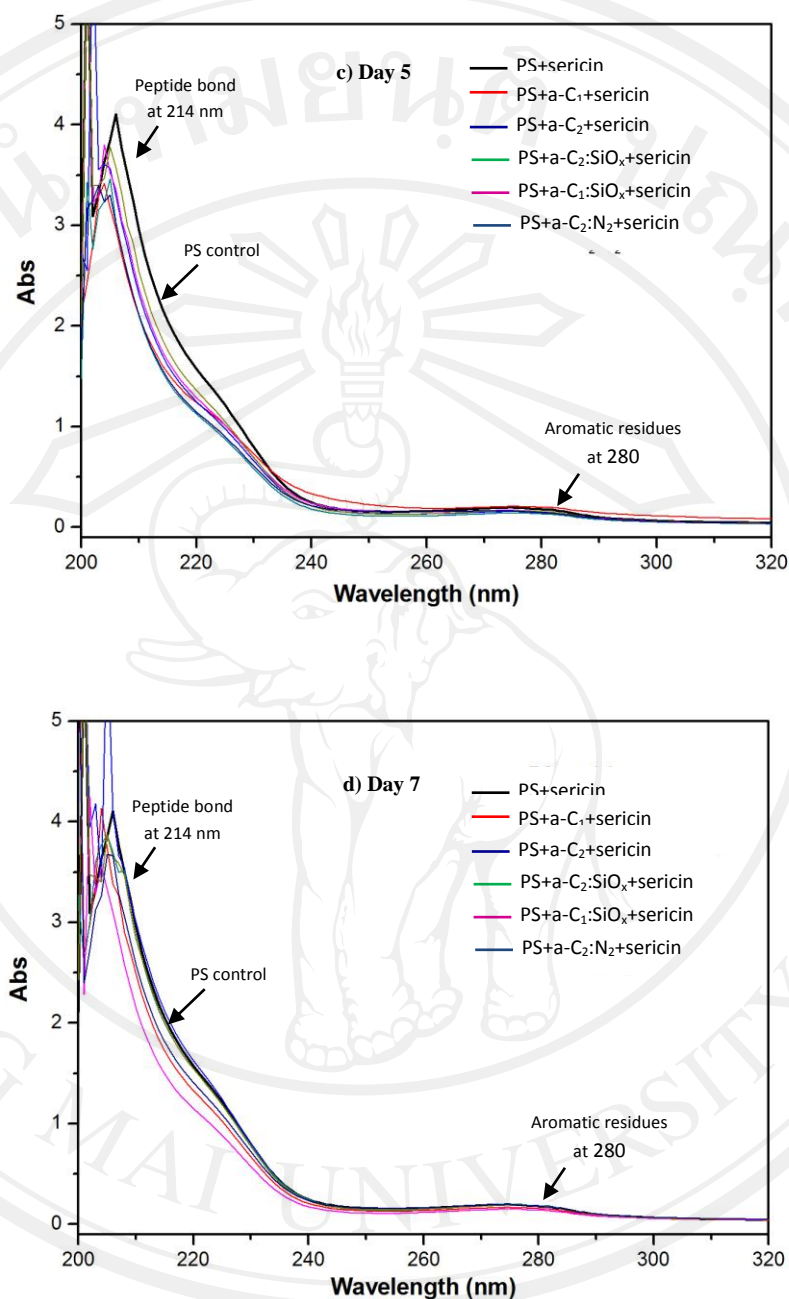 5
4
3
2
1
0
Abs
Peptide bond
at 214 nm
PS control
c) Day 5
PS+sericin
PS+a-C₁+sericin
PS+a-C₂+sericin
PS+a-C₂:SiOₓ+sericin
PS+a-C₁:SiOₓ+sericin
PS+a-C₂:N₂+sericin
Aromatic residues
at 280
200 220 240 260 280 300 320
Wavelength (nm)
5
4
3
2
1
0
Abs
Peptide bond
at 214 nm
PS control
d) Day 7
PS+sericin
PS+a-C₁+sericin
PS+a-C₂+sericin
PS+a-C₂:SiOₓ+sericin
PS+a-C₁:SiOₓ+sericin
PS+a-C₂:N₂+sericin
Aromatic residues
at 280
200 220 240 260 280 300 320
Wavelength (nm)
MAI UNIVERSITY